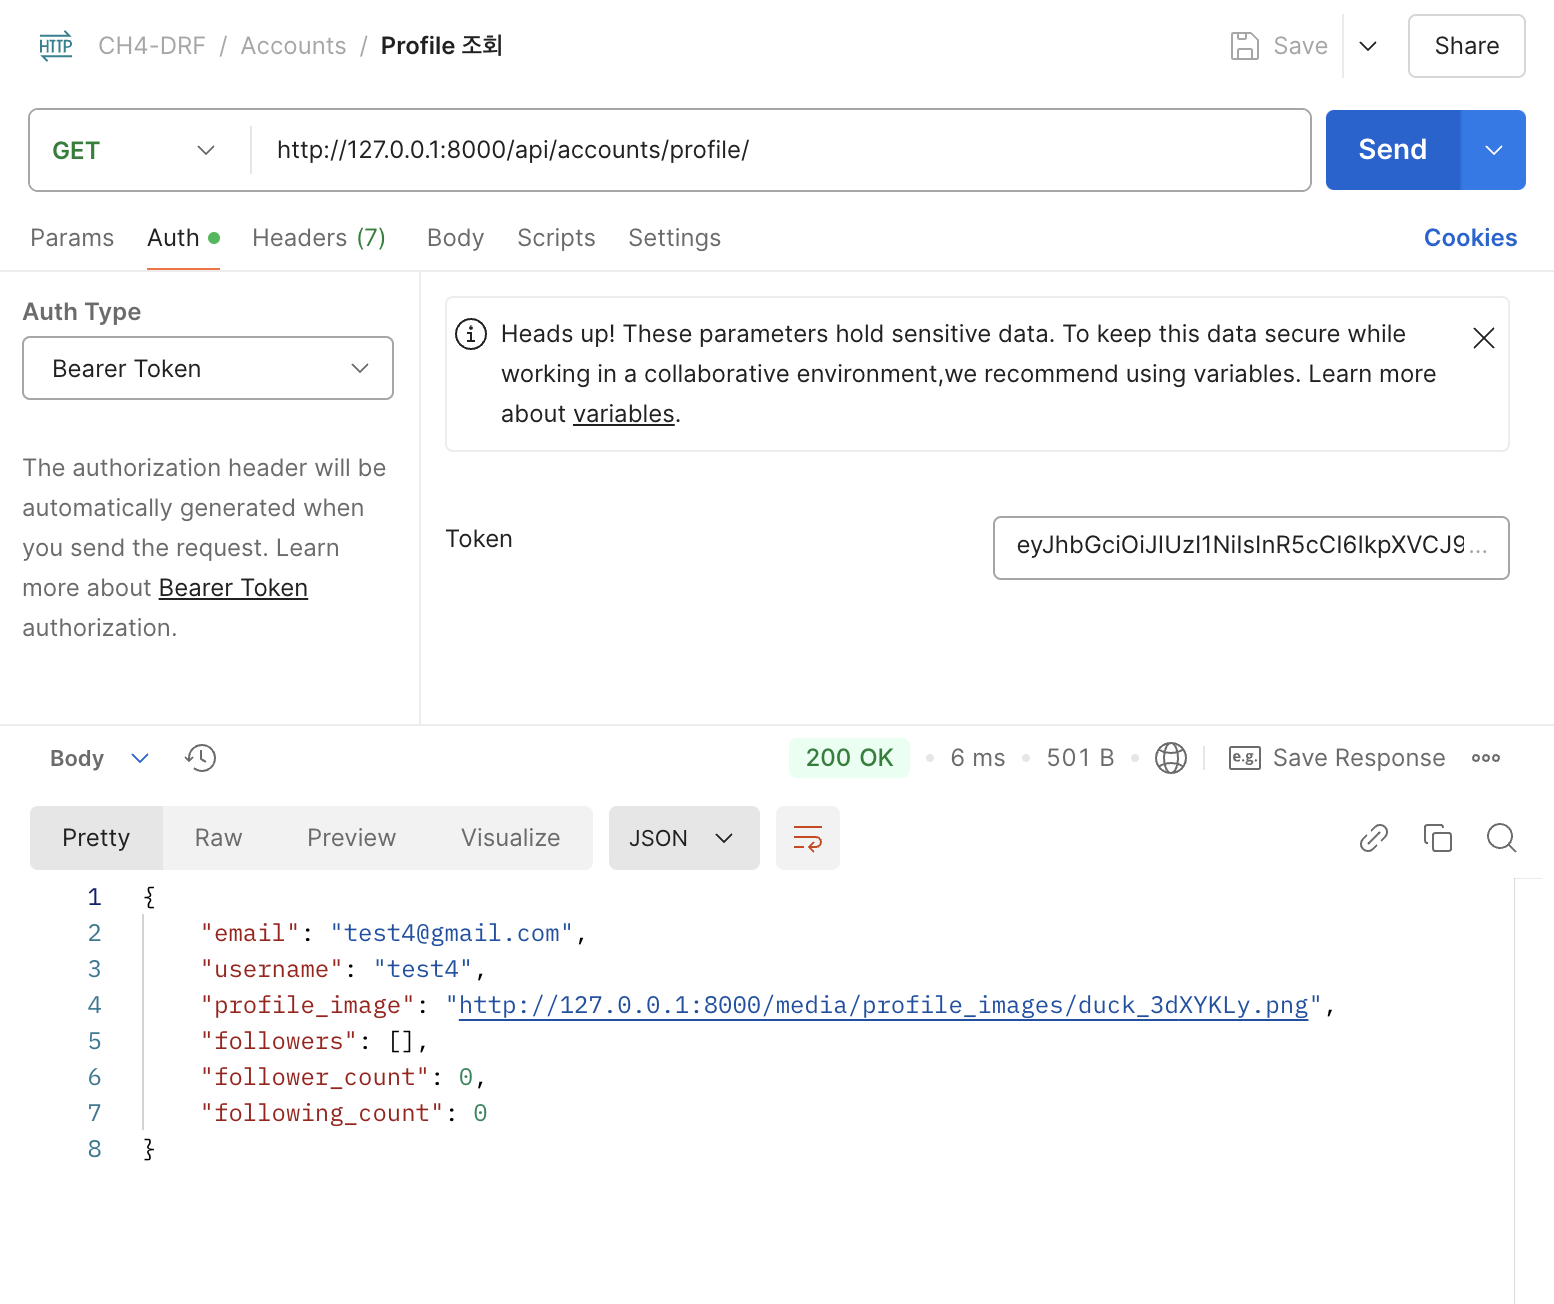 HTTP CH4-DRF / Accounts / Profile 조회 Save Share
GET http://127.0.0.1:8000/api/accounts/profile/ Send
Params Auth Headers (7) Body Scripts Settings Cookies
Auth Type
Bearer Token
The authorization header will be
automatically generated when
you send the request. Learn
more about Bearer Token
authorization.
Heads up! These parameters hold sensitive data. To keep this data secure while
working in a collaborative environment,we recommend using variables. Learn more
about variables.
Token eyJhbGciOiJIUzI1NiIsInR5cCI6IkpXVCJ9...
Body 200 OK 6 ms 501 B e.g. Save Response
Pretty Raw Preview Visualize JSON
1 {
2 "email": "test4@gmail.com",
3 "username": "test4",
4 "profile_image": "http://127.0.0.1:8000/media/profile_images/duck_3dXYKLy.png",
5 "followers": [],
6 "follower_count": 0,
7 "following_count": 0
8 }